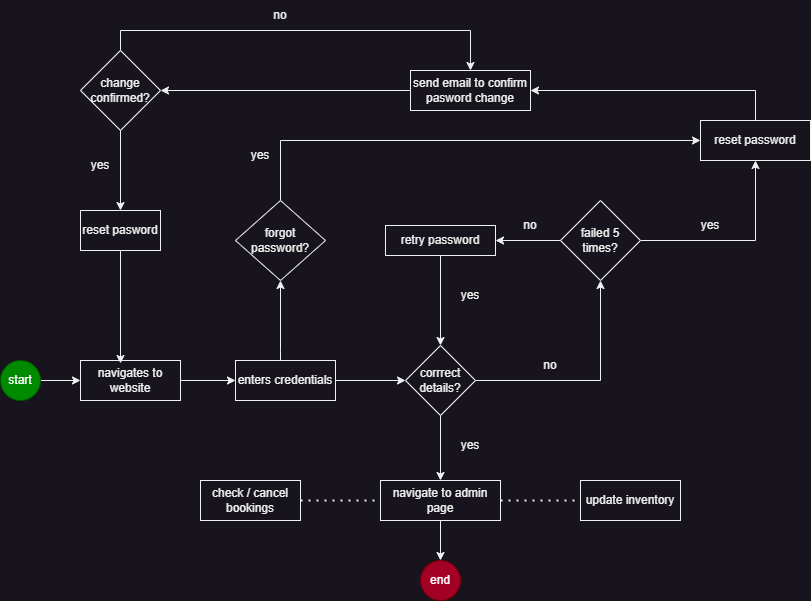 no
change
confirmed?
send email to confirm
pasword change
reset password
yes
yes
reset pasword
forgot
password?
retry password
no
failed 5
times?
yes
yes
start
navigates to
website
enters credentials
corrrect
details?
no
yes
check / cancel
bookings
navigate to admin
page
update inventory
end